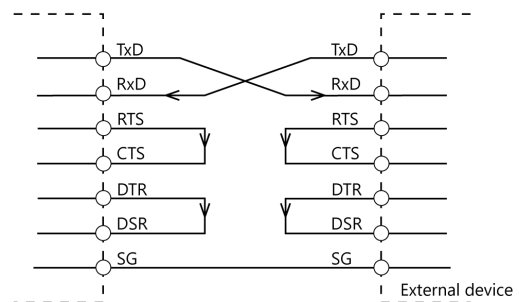 TxD TxD
RxD RxD
RTS RTS
CTS CTS
DTR DTR
DSR DSR
SG SG
External device